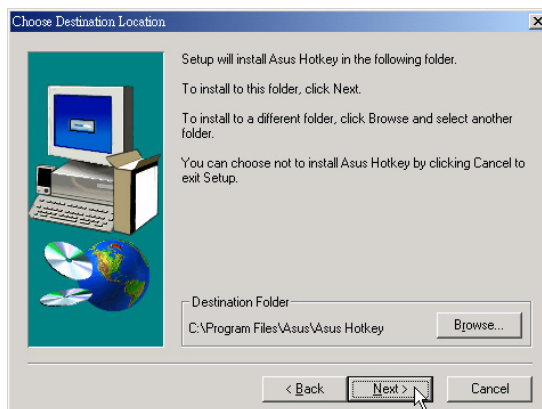 Choose Destination Location
Setup will install Asus Hotkey in the following folder.
To install to this folder, click Next.
To install to a different folder, click Browse and select another
folder.
You can choose not to install Asus Hotkey by clicking Cancel to
exit Setup.
Destination Folder
C:\Program Files\Asus\Asus Hotkey
Browse...
< Back
Next >
Cancel